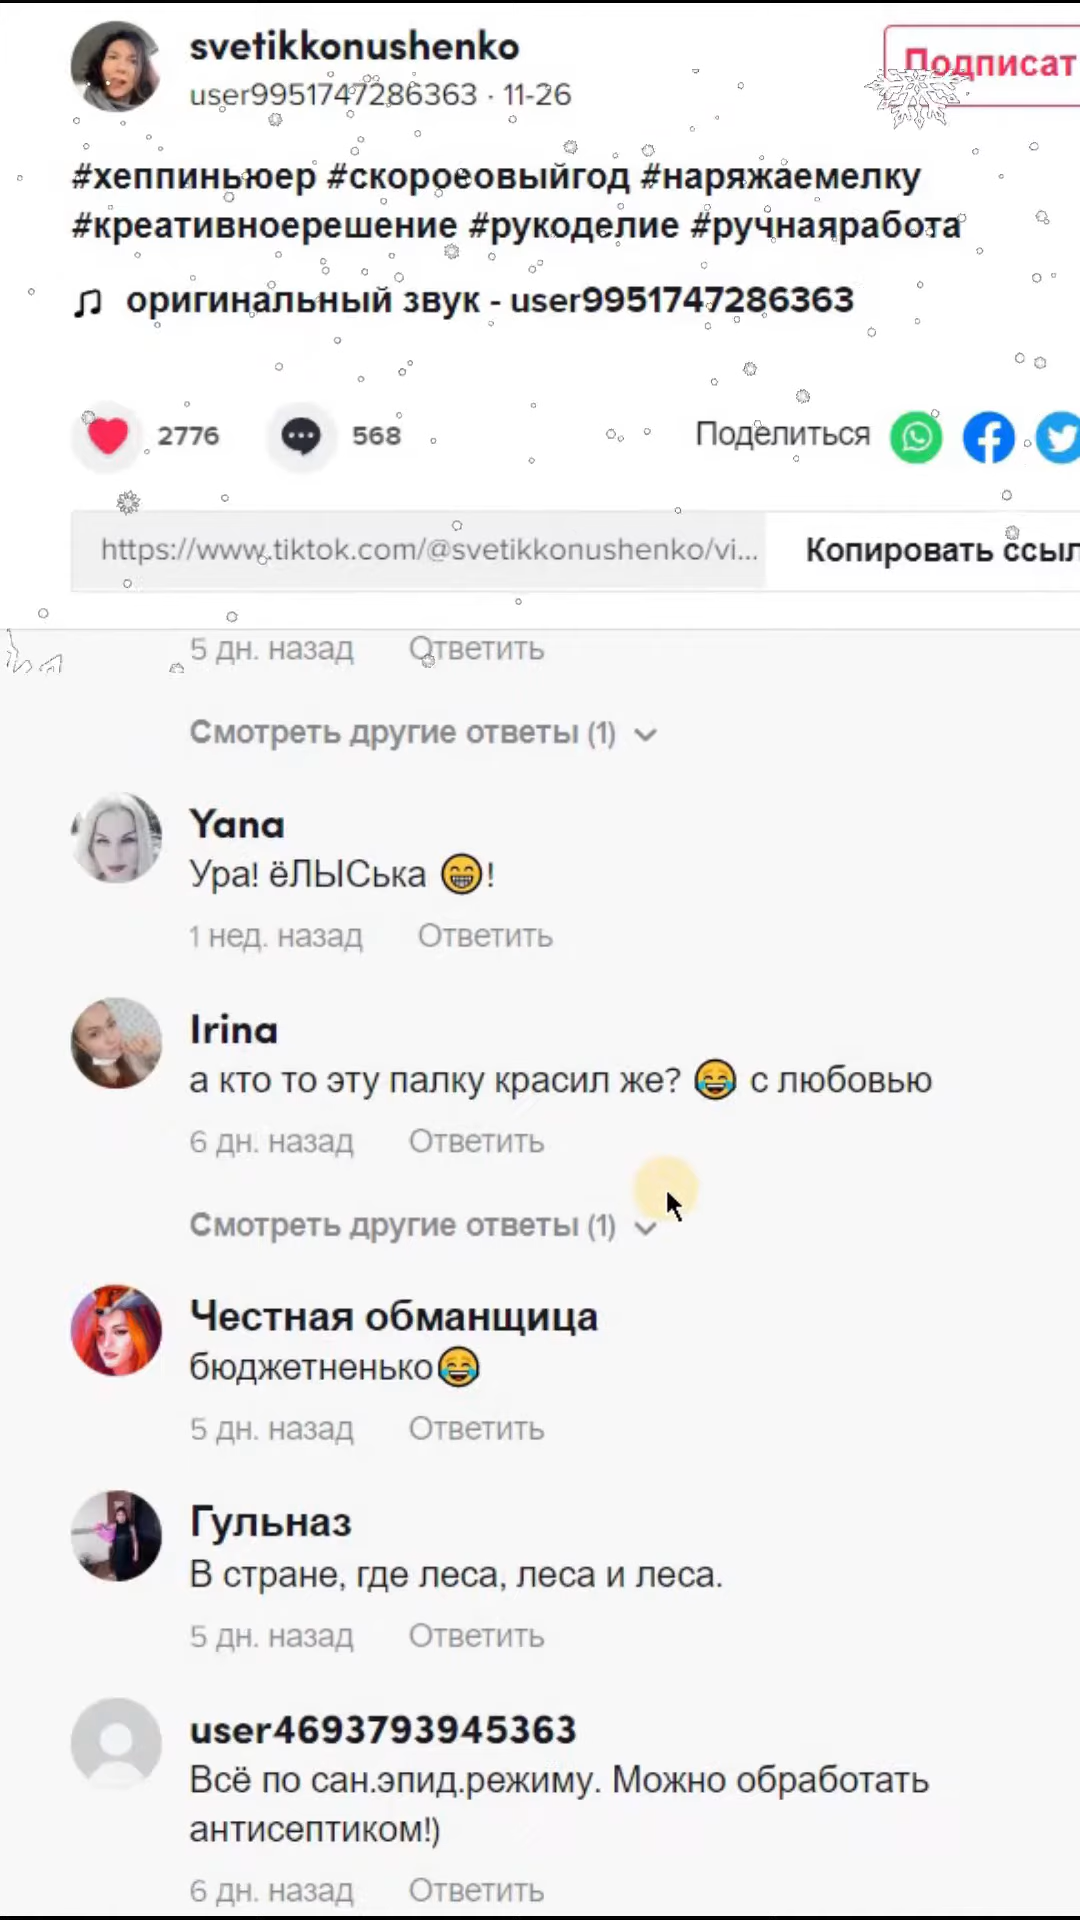 svetikkonushenko
user9951747286363 · 11-26
Подписат
#хеппиньюер #скороеовыйгод #наряжаемелку
#креативноерешение #рукоделие #ручнаяработа
оригинальный звук - user9951747286363
2776
568
Поделиться
https://www.tiktok.com/@svetikkonushenko/vi...
Копировать ссыл
5 дн. назад Ответить
Смотреть другие ответы (1)
Yana
Ура! ёЛЫСька 😁!
1 нед. назад Ответить
Irina
а кто то эту палку красил же? 😂 с любовью
6 дн. назад Ответить
Смотреть другие ответы (1)
Честная обманщица
бюджетненько😂
5 дн. назад Ответить
Гульназ
В стране, где леса, леса и леса.
5 дн. назад Ответить
user4693793945363
Всё по сан.эпид.режиму. Можно обработать
антисептиком!)
6 дн. назад Ответить